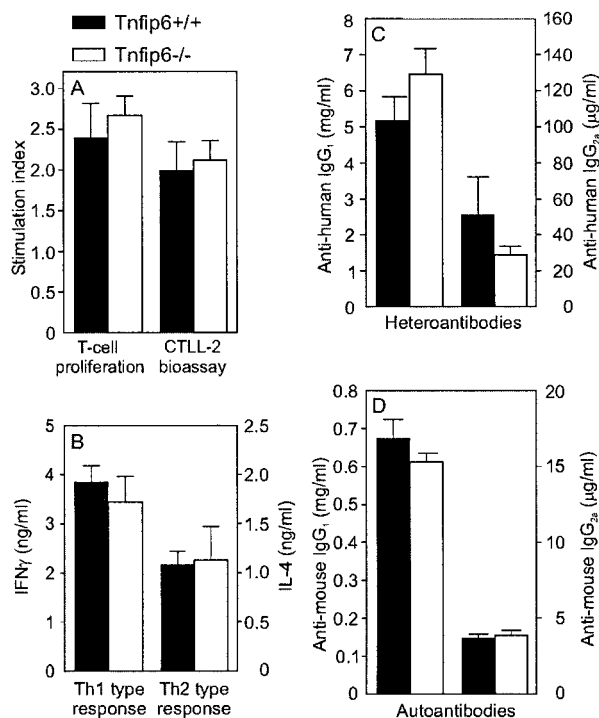 Tnfip6+/+
Tnfip6-/-
A
Stimulation index
3.0
2.5
2.0
1.5
1.0
0.5
0
T-cell
proliferation
CTLL-2
bioassay
C
Anti-human IgG1 (mg/ml)
8
7
6
5
4
3
2
1
0
160
140
120
100
80
60
40
20
0
Anti-human IgG2a (µg/ml)
Heteroantibodies
B
IFNγ (ng/ml)
5
4
3
2
1
0
2.5
2.0
1.5
1.0
0.5
0
IL-4 (ng/ml)
Th1 type
response
Th2 type
response
D
Anti-mouse IgG1 (mg/ml)
0.8
0.7
0.6
0.5
0.4
0.3
0.2
0.1
0
20
15
10
5
0
Anti-mouse IgG2a (µg/ml)
Autoantibodies